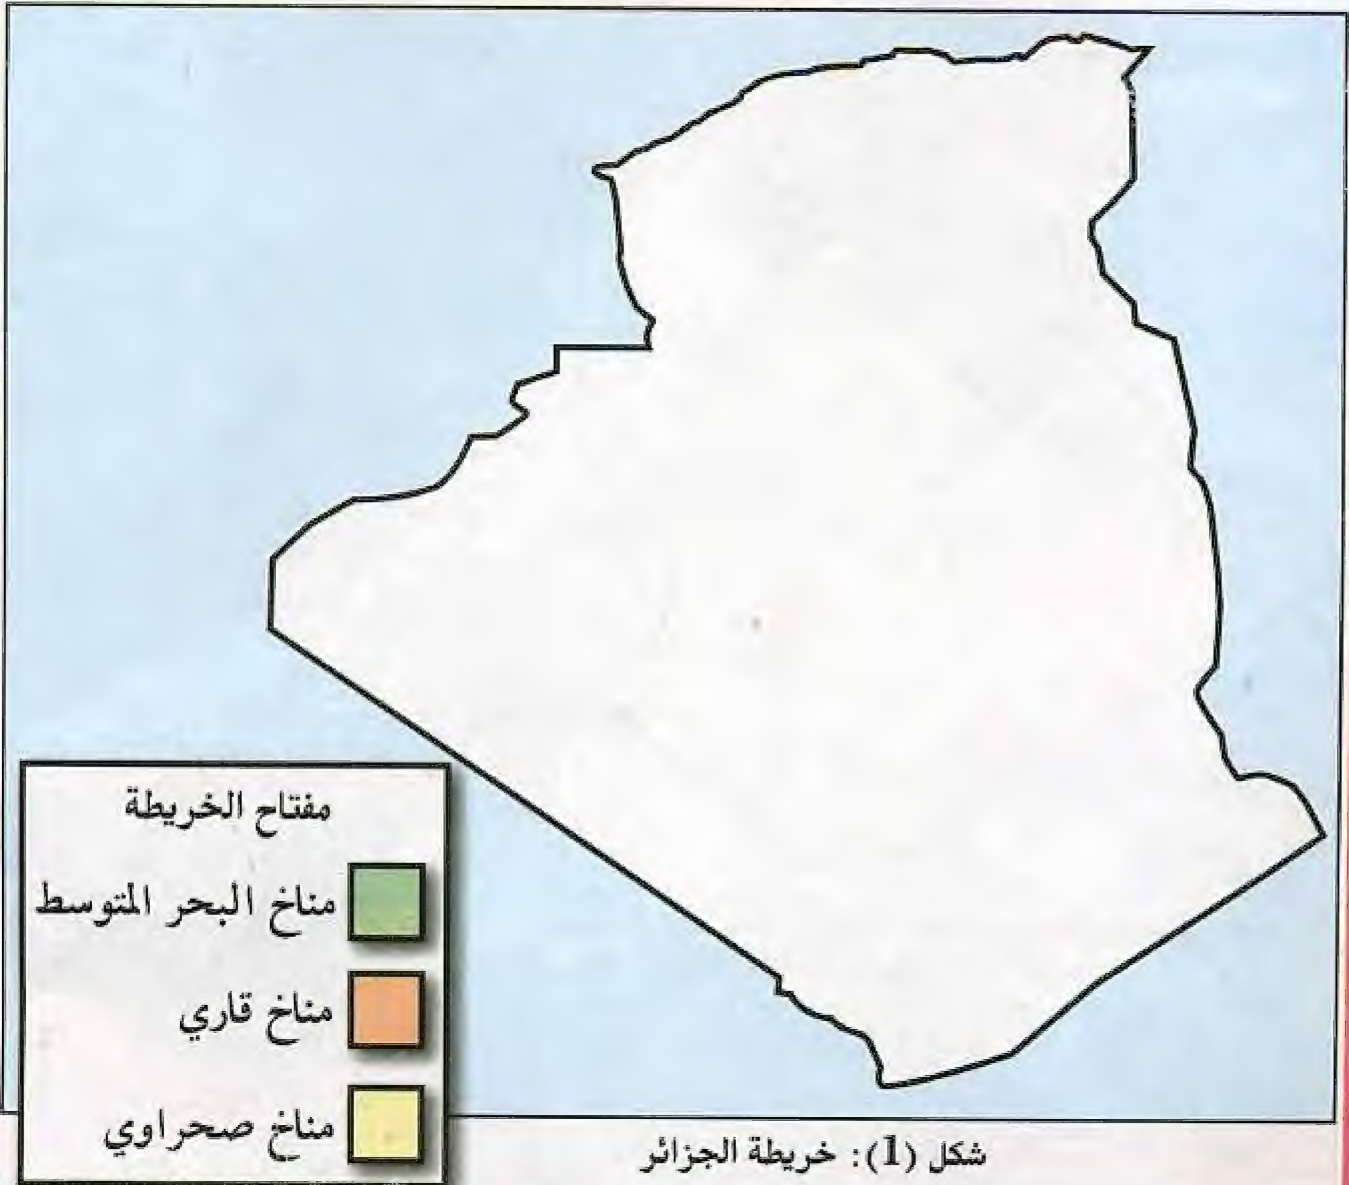 مفتاح الخريطة
مناخ البحر المتوسط
مناخ قاري
مناخ صحراوي
شكل (1): خريطة الجزائر